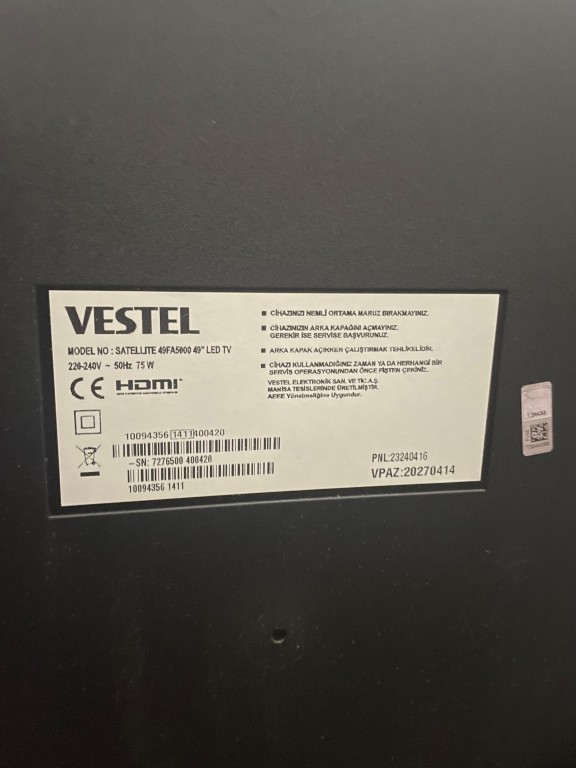 VESTEL
MODEL NO : SATELLITE 49FA5000 49" LED TV
220-240V ~ 50Hz 75 W
CE HDMI
10094356 1411 400420
-SN: 7276500 400420
10094356 1411
■ CİHAZINIZI NEMLİ ORTAMA MARUZ BIRAKMAYINIZ.
■ CİHAZINIZIN ARKA KAPAĞINI AÇMAYINIZ.
GEREKİR İSE SERVİSE BAŞVURUNUZ.
■ ARKA KAPAK AÇIKKEN ÇALIŞTIRMAK TEHLİKELİDİR.
■ CİHAZI KULLANMADIĞINIZ ZAMAN YA DA HERHANGİ BİR
SERVİS OPERASYONUNDAN ÖNCE FİŞTEN ÇEKİNİZ.
VESTEL ELEKTRONİK SAN. VE TİC A.Ş.
MANİSA TESİSLERİNDE ÜRETİLMİŞTİR.
AEEE Yönetmeliğine Uygundur.
PNL:23240416
VPAZ:20270414